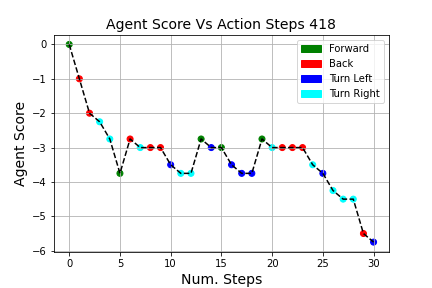 Agent Score Vs Action Steps 418
Forward
Back
Turn Left
Turn Right
0
−1
−2
−3
−4
−5
−6
Agent Score
0 5 10 15 20 25 30
Num. Steps